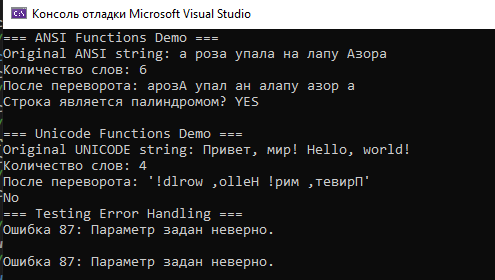 Консоль отладки Microsoft Visual Studio
=== ANSI Functions Demo ===
Original ANSI string: а роза упала на лапу Азора
Количество слов: 6
После переворота: арозА упал ан алапу азор а
Строка является палиндромом? YES
=== Unicode Functions Demo ===
Original UNICODE string: Привет, мир! Hello, world!
Количество слов: 4
После переворота: '!dlrow ,olleH !рим ,тевирП'
No
=== Testing Error Handling ===
Ошибка 87: Параметр задан неверно.
Ошибка 87: Параметр задан неверно.